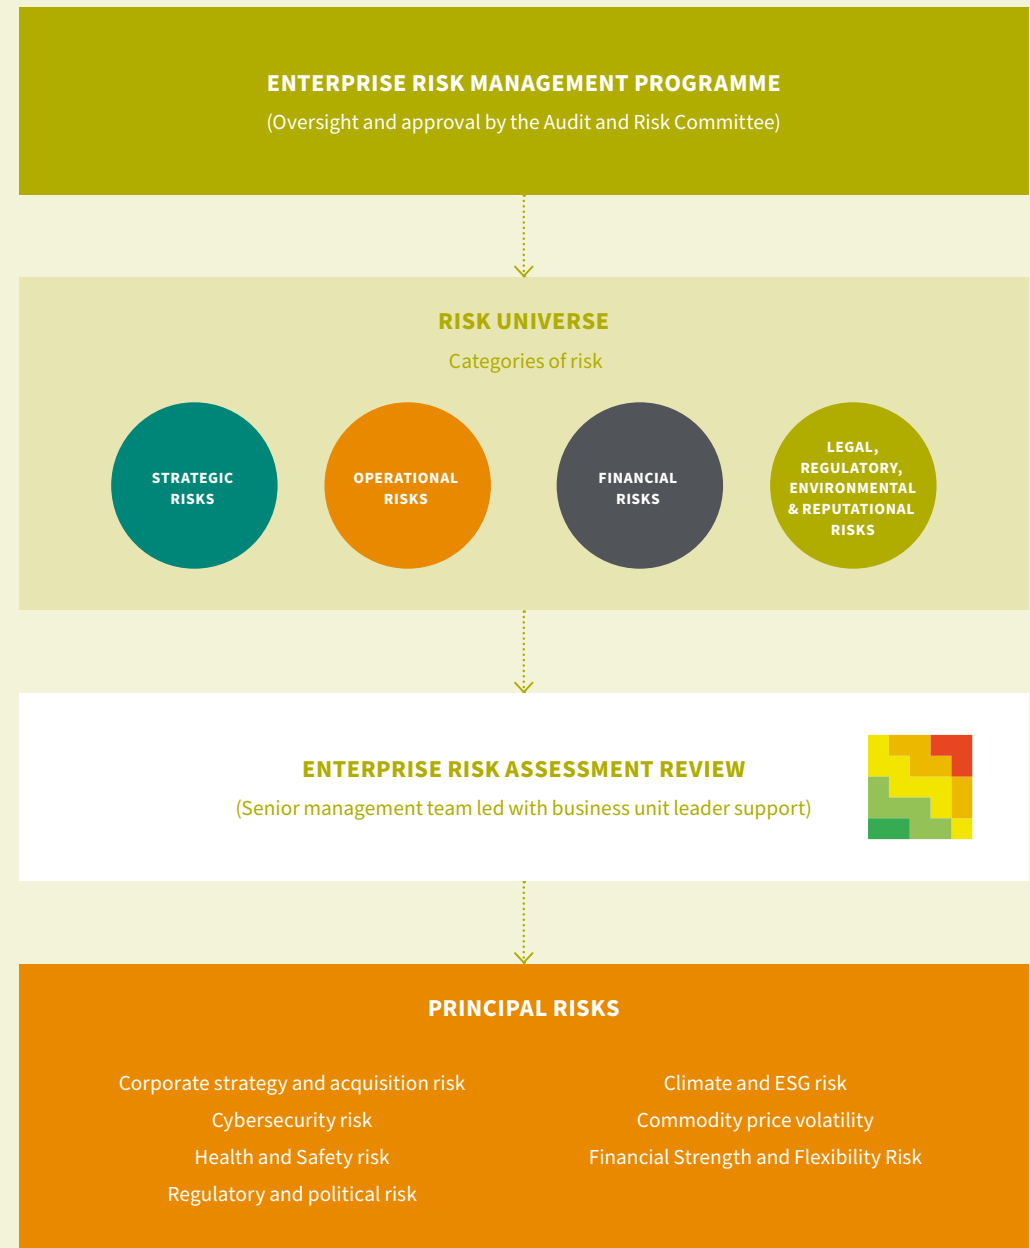 ENTERPRISE RISK MANAGEMENT PROGRAMME
(Oversight and approval by the Audit and Risk Committee)
RISK UNIVERSE
Categories of risk
STRATEGIC
RISKS
OPERATIONAL
RISKS
FINANCIAL
RISKS
LEGAL,
REGULATORY,
ENVIRONMENTAL
& REPUTATIONAL
RISKS
ENTERPRISE RISK ASSESSMENT REVIEW
(Senior management team led with business unit leader support)
PRINCIPAL RISKS
Corporate strategy and acquisition risk
Cybersecurity risk
Health and Safety risk
Regulatory and political risk
Climate and ESG risk
Commodity price volatility
Financial Strength and Flexibility Risk